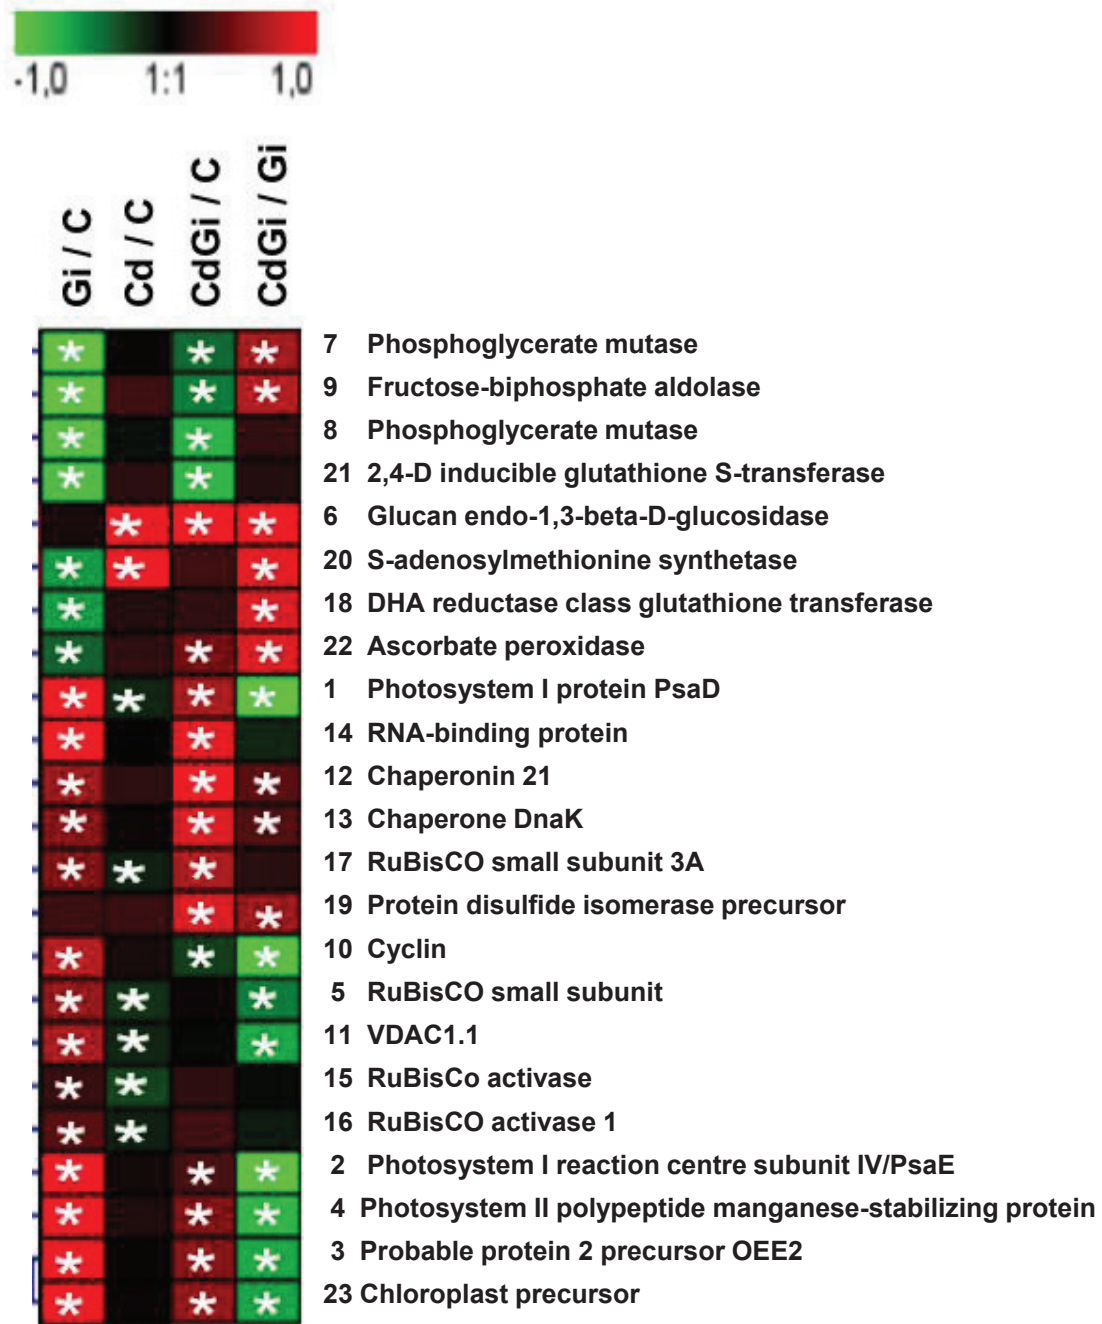 -1,0 1:1 1,0
Gi / C Cd / C CdGi / C CdGi / Gi
* * * 7 Phosphoglycerate mutase
* * * 9 Fructose-biphosphate aldolase
* * 8 Phosphoglycerate mutase
* * 21 2,4-D inducible glutathione S-transferase
* * * 6 Glucan endo-1,3-beta-D-glucosidase
* * * 20 S-adenosylmethionine synthetase
* * 18 DHA reductase class glutathione transferase
* * * 22 Ascorbate peroxidase
* * * * 1 Photosystem I protein PsaD
* * 14 RNA-binding protein
* * * 12 Chaperonin 21
* * * 13 Chaperone DnaK
* * * 17 RuBisCO small subunit 3A
* * 19 Protein disulfide isomerase precursor
* * * 10 Cyclin
* * * 5 RuBisCO small subunit
* * * 11 VDAC1.1
* * 15 RuBisCo activase
* * 16 RuBisCO activase 1
* * * 2 Photosystem I reaction centre subunit IV/PsaE
* * * 4 Photosystem II polypeptide manganese-stabilizing protein
* * * 3 Probable protein 2 precursor OEE2
* * * 23 Chloroplast precursor